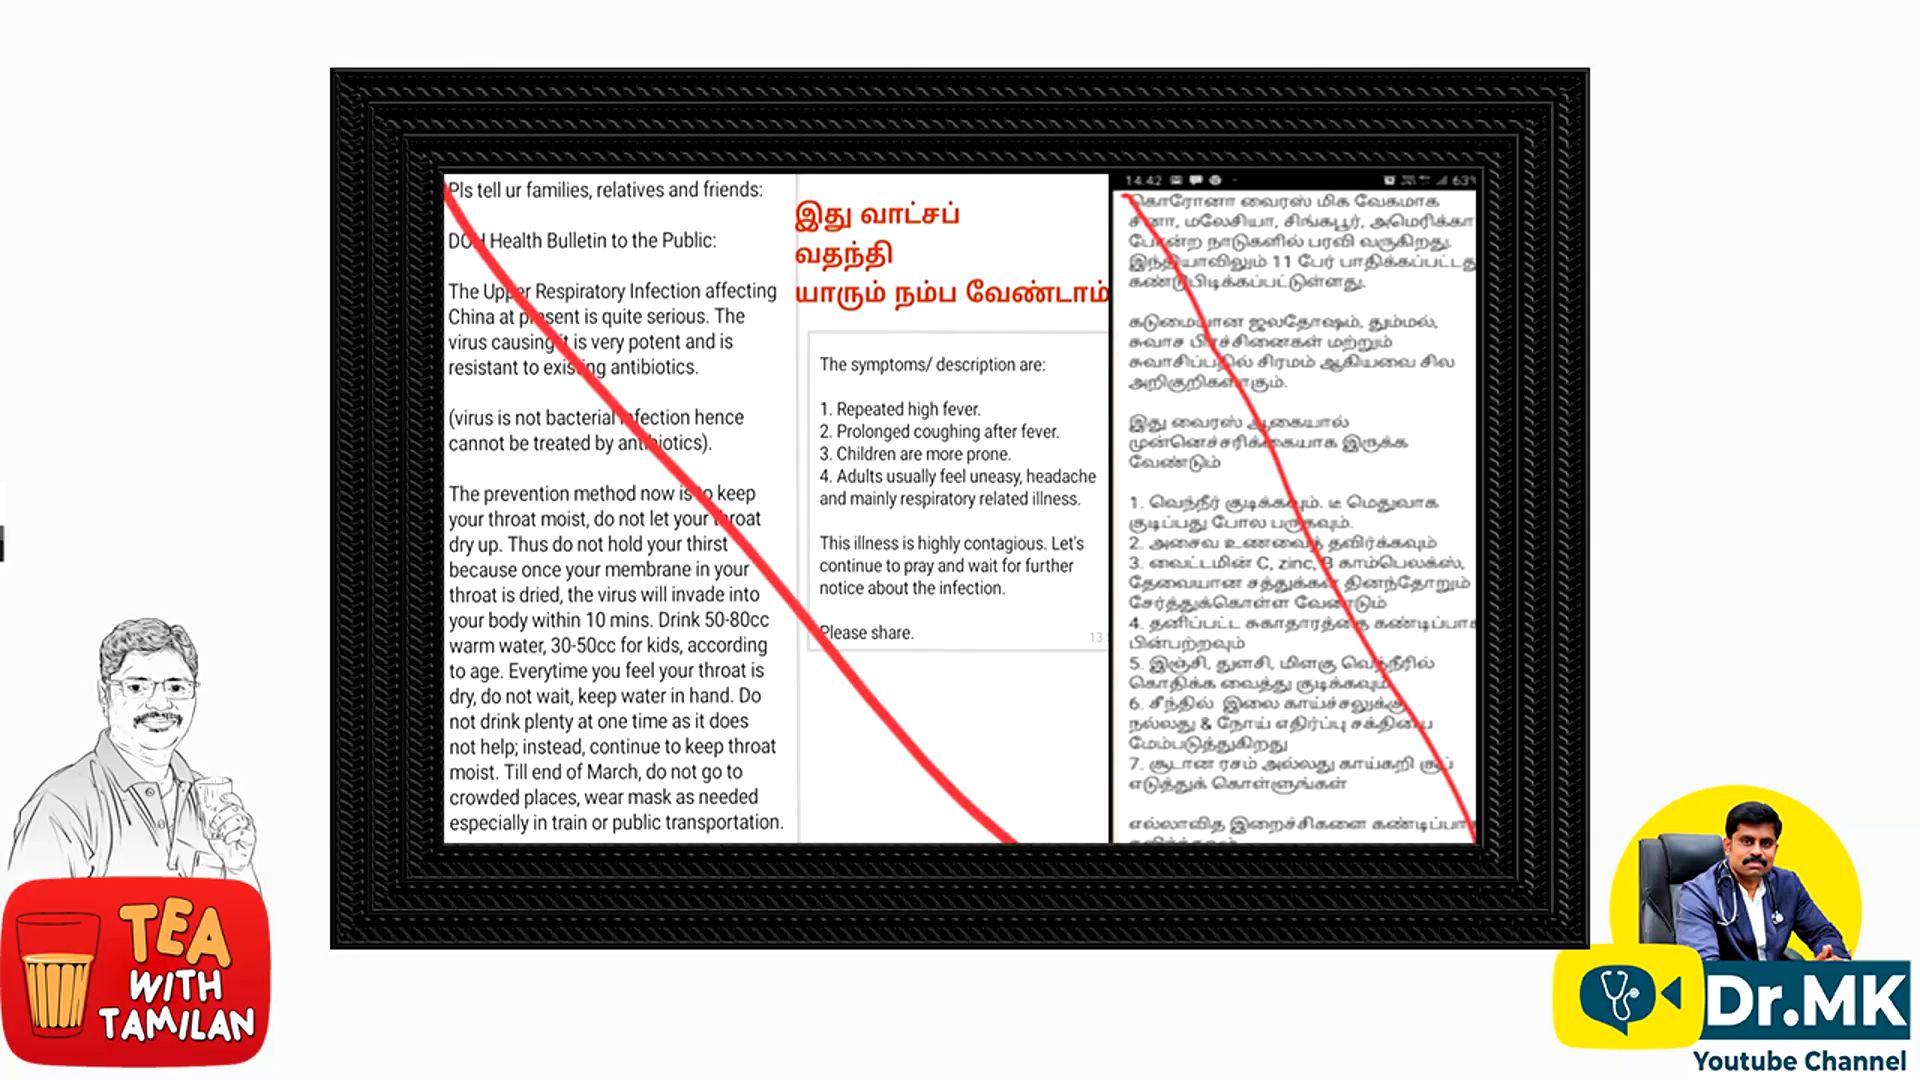 Pls tell ur families, relatives and friends:
DOH Health Bulletin to the Public:
The Upper Respiratory Infection affecting
China at present is quite serious. The
virus causing it is very potent and is
resistant to existing antibiotics.
(virus is not bacterial infection hence
cannot be treated by antibiotics).
The prevention method now is to keep
your throat moist, do not let your throat
dry up. Thus do not hold your thirst
because once your membrane in your
throat is dried, the virus will invade into
your body within 10 mins. Drink 50-80cc
warm water, 30-50cc for kids, according
to age. Everytime you feel your throat is
dry, do not wait, keep water in hand. Do
not drink plenty at one time as it does
not help; instead, continue to keep throat
moist. Till end of March, do not go to
crowded places, wear mask as needed
especially in train or public transportation.
இது வாட்சப்
வதந்தி
யாரும் நம்ப வேண்டாம்
The symptoms/ description are:
1. Repeated high fever.
2. Prolonged coughing after fever.
3. Children are more prone.
4. Adults usually feel uneasy, headache
and mainly respiratory related illness.
This illness is highly contagious. Let's
continue to pray and wait for further
notice about the infection.
Please share.
13
14.42
63%
கொரோனா வைரஸ் மிக வேகமாக
சீனா, மலேசியா, சிங்கபூர், அமெரிக்கா
போன்ற நாடுகளில் பரவி வருகிறது.
இந்தியாவிலும் 11 பேர் பாதிக்கப்பட்டது
கண்டுபிடிக்கப்பட்டுள்ளது.
கடுமையான ஜலதோஷம், தும்மல்,
சுவாச பிரச்சினைகள் மற்றும்
சுவாசிப்பதில் சிரமம் ஆகியவை சில
அறிகுறிகளாகும்.
இது வைரஸ் ஆகையால்
முன்னெச்சரிக்கையாக இருக்க
வேண்டும்
1. வெந்நீர் குடிக்கவும். டீ மெதுவாக
குடிப்பது போல பருகவும்.
2. அசைவ உணவைத் தவிர்க்கவும்
3. வைட்டமின் C, zinc, B காம்பெலக்ஸ்,
தேவையான சத்துக்கள் தினந்தோறும்
சேர்த்துக்கொள்ள வேண்டும்
4. தனிப்பட்ட சுகாதாரத்தை கண்டிப்பாக
பின்பற்றவும்
5. இஞ்சி, துளசி, மிளகு வெந்நீரில்
கொதிக்க வைத்து குடிக்கவும்
6. சீந்தில் இலை காய்ச்சலுக்கு
நல்லது & நோய் எதிர்ப்பு சக்தியை
மேம்படுத்துகிறது
7. சூடான ரசம் அல்லது காய்கறி சூப்
எடுத்துக் கொள்ளுங்கள்
எல்லாவித இறைச்சிகளை கண்டிப்பாக
TEA
WITH
TAMILAN
Dr.MK
Youtube Channel